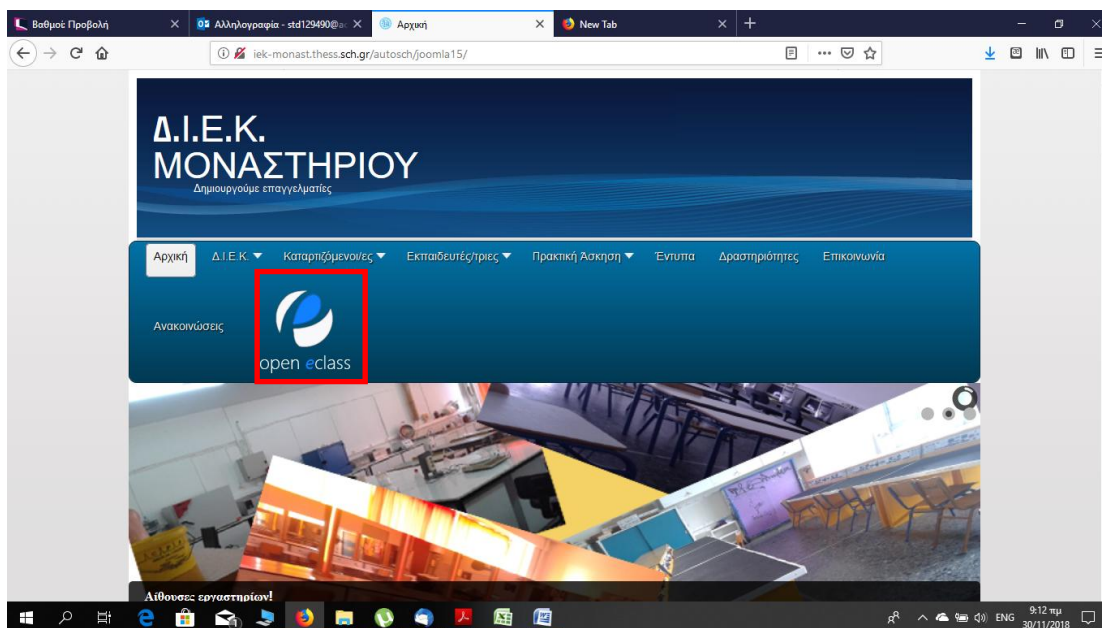 Βαθμοί: Προβολή
Αλληλογραφία - std129490@ac
Αρχική
New Tab
iek-monast.thess.sch.gr/autosch/joomla15/
Δ.Ι.Ε.Κ.
ΜΟΝΑΣΤΗΡΙΟΥ
Δημιουργούμε επαγγελματίες
Αρχική
Δ.Ι.Ε.Κ.
Καταρτιζόμενοι/ες
Εκπαιδευτές/τριες
Πρακτική Άσκηση
Έντυπα
Δραστηριότητες
Επικοινωνία
Ανακοινώσεις
open eclass
Αίθουσες εργαστηρίων!
ENG
9:12 πμ
30/11/2018